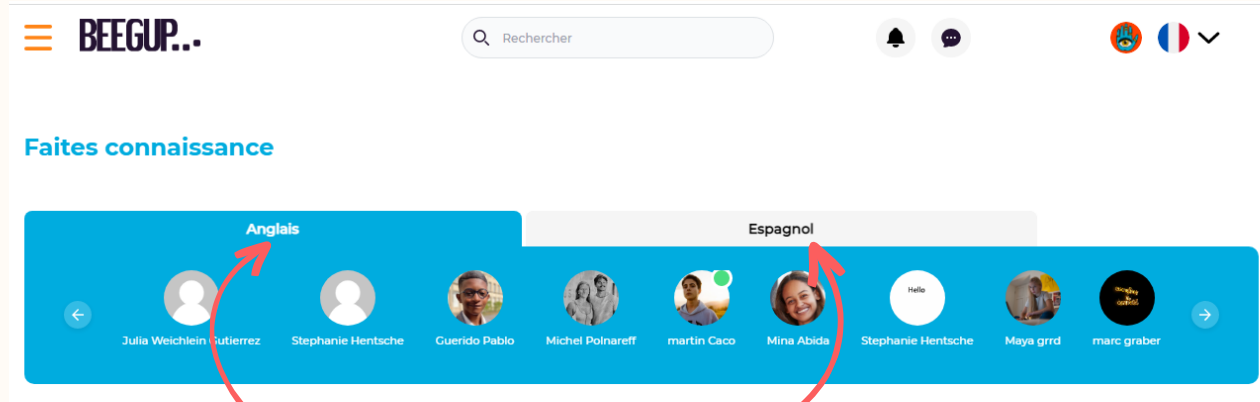 BEEGUP...
Rechercher
Faites connaissance
Anglais
Espagnol
Hello
Julia Weichlein Gutierrez
Stephanie Hentsche
Guerido Pablo
Michel Polnareff
martin Caco
Mina Abida
Stephanie Hentsche
Maya grrd
marc graber